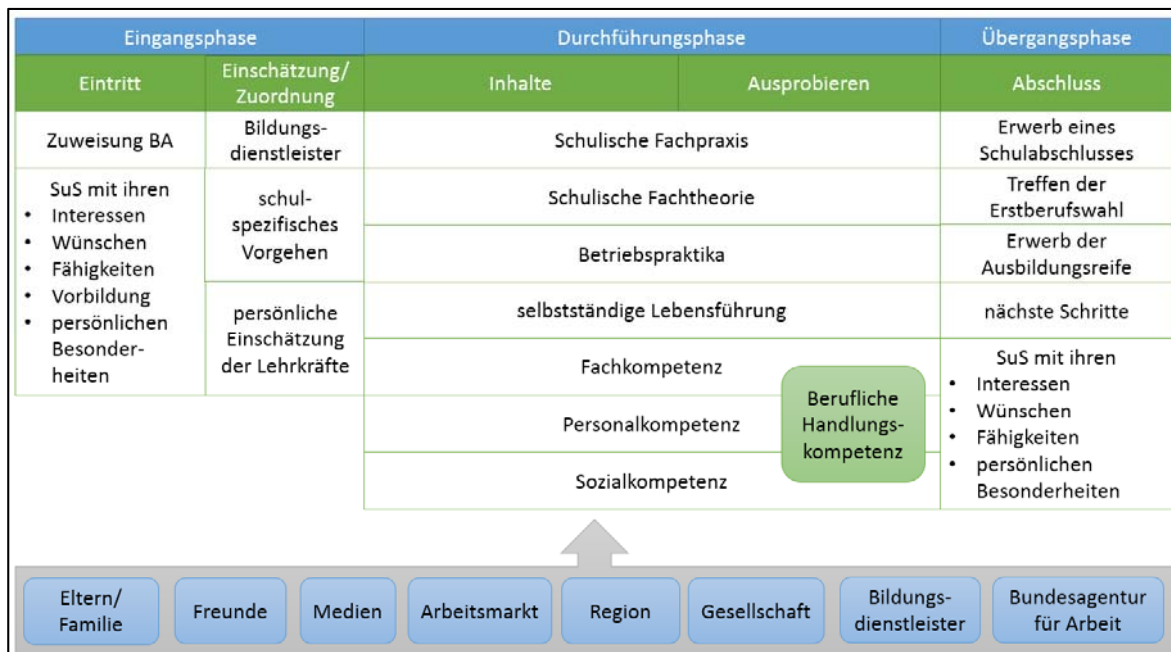 Eingangsphase
Durchführungsphase
Übergangsphase
Eintritt
Einschätzung/
Zuordnung
Inhalte
Ausprobieren
Abschluss
Zuweisung BA
SuS mit ihren
• Interessen
• Wünschen
• Fähigkeiten
• Vorbildung
• persönlichen
Besonder-
heiten
Bildungs-
dienstleister
schul-
spezifisches
Vorgehen
persönliche
Einschätzung
der Lehrkräfte
Schulische Fachpraxis
Schulische Fachtheorie
Betriebspraktika
selbstständige Lebensführung
Fachkompetenz
Personalkompetenz
Sozialkompetenz
Berufliche
Handlungs-
kompetenz
Erwerb eines
Schulabschlusses
Treffen der
Erstberufswahl
Erwerb der
Ausbildungsreife
nächste Schritte
SuS mit ihren
• Interessen
• Wünschen
• Fähigkeiten
• persönlichen
Besonderheiten
Eltern/
Familie
Freunde
Medien
Arbeitsmarkt
Region
Gesellschaft
Bildungs-
dienstleister
Bundesagentur
für Arbeit